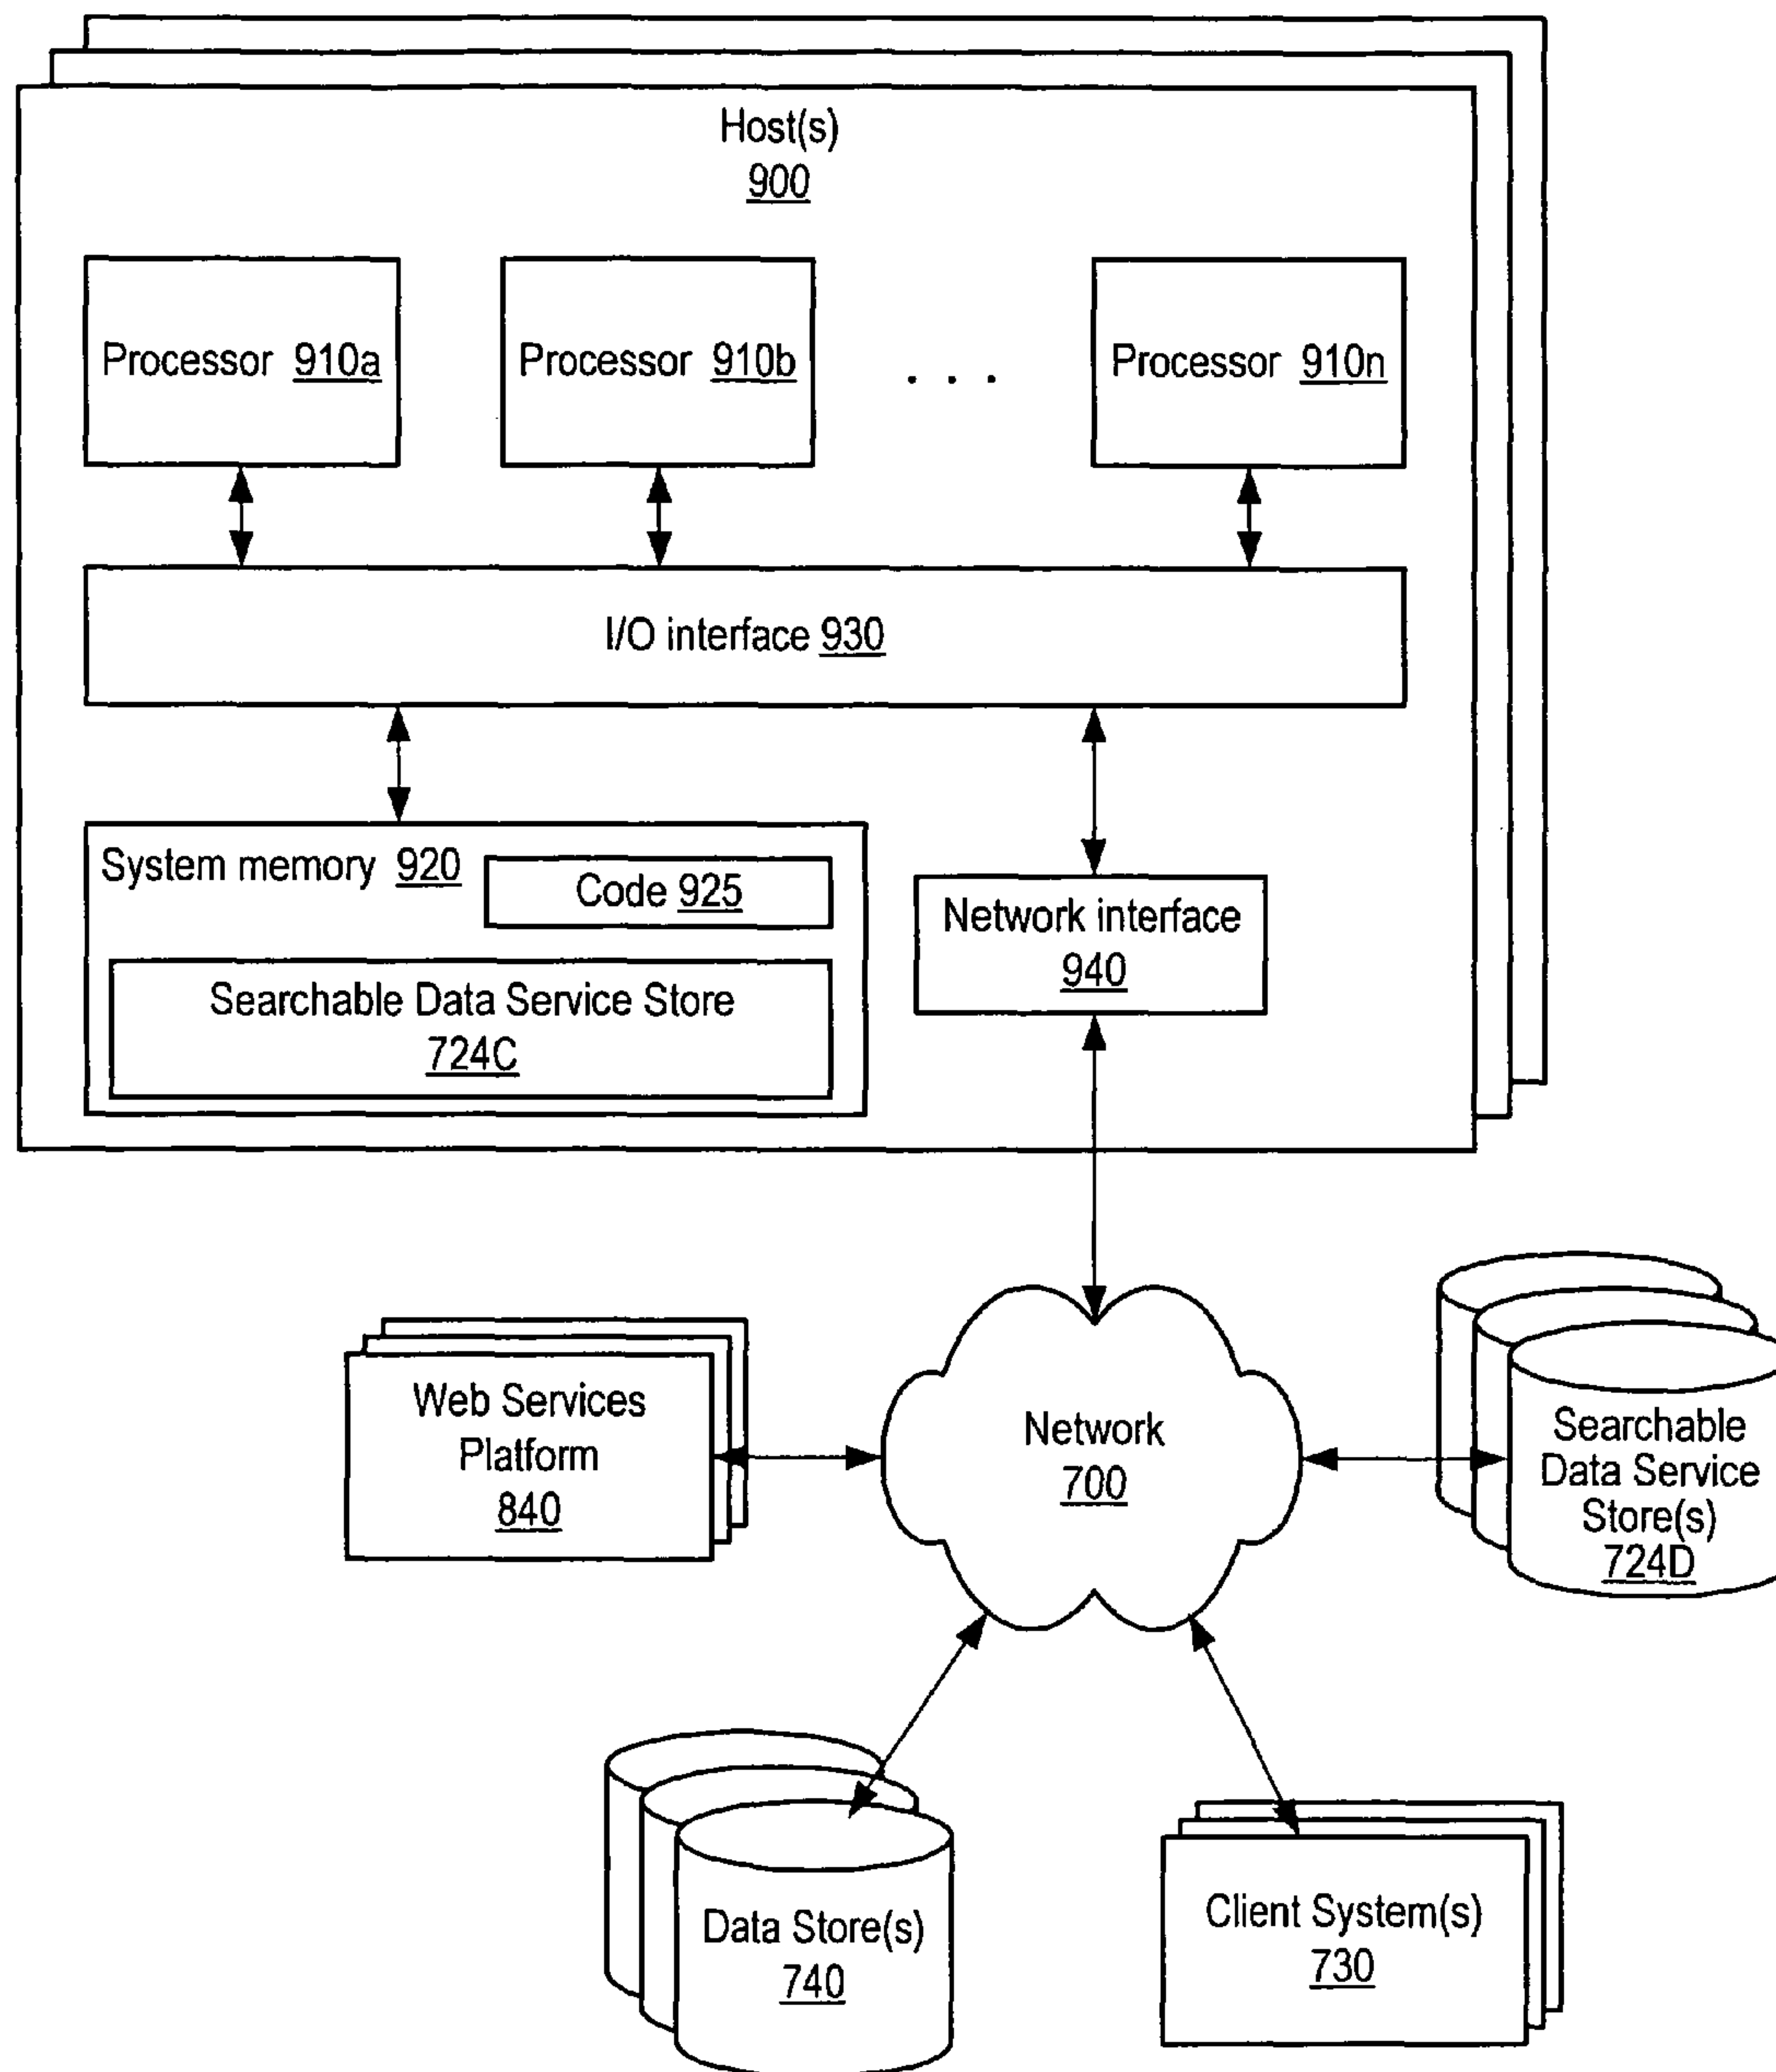 Host(s)
900
Processor 910a
Processor 910b
. . .
Processor 910n
I/O interface 930
System memory 920
Code 925
Searchable Data Service Store
724C
Network interface
940
Web Services
Platform
840
Network
700
Searchable
Data Service
Store(s)
724D
Data Store(s)
740
Client System(s)
730